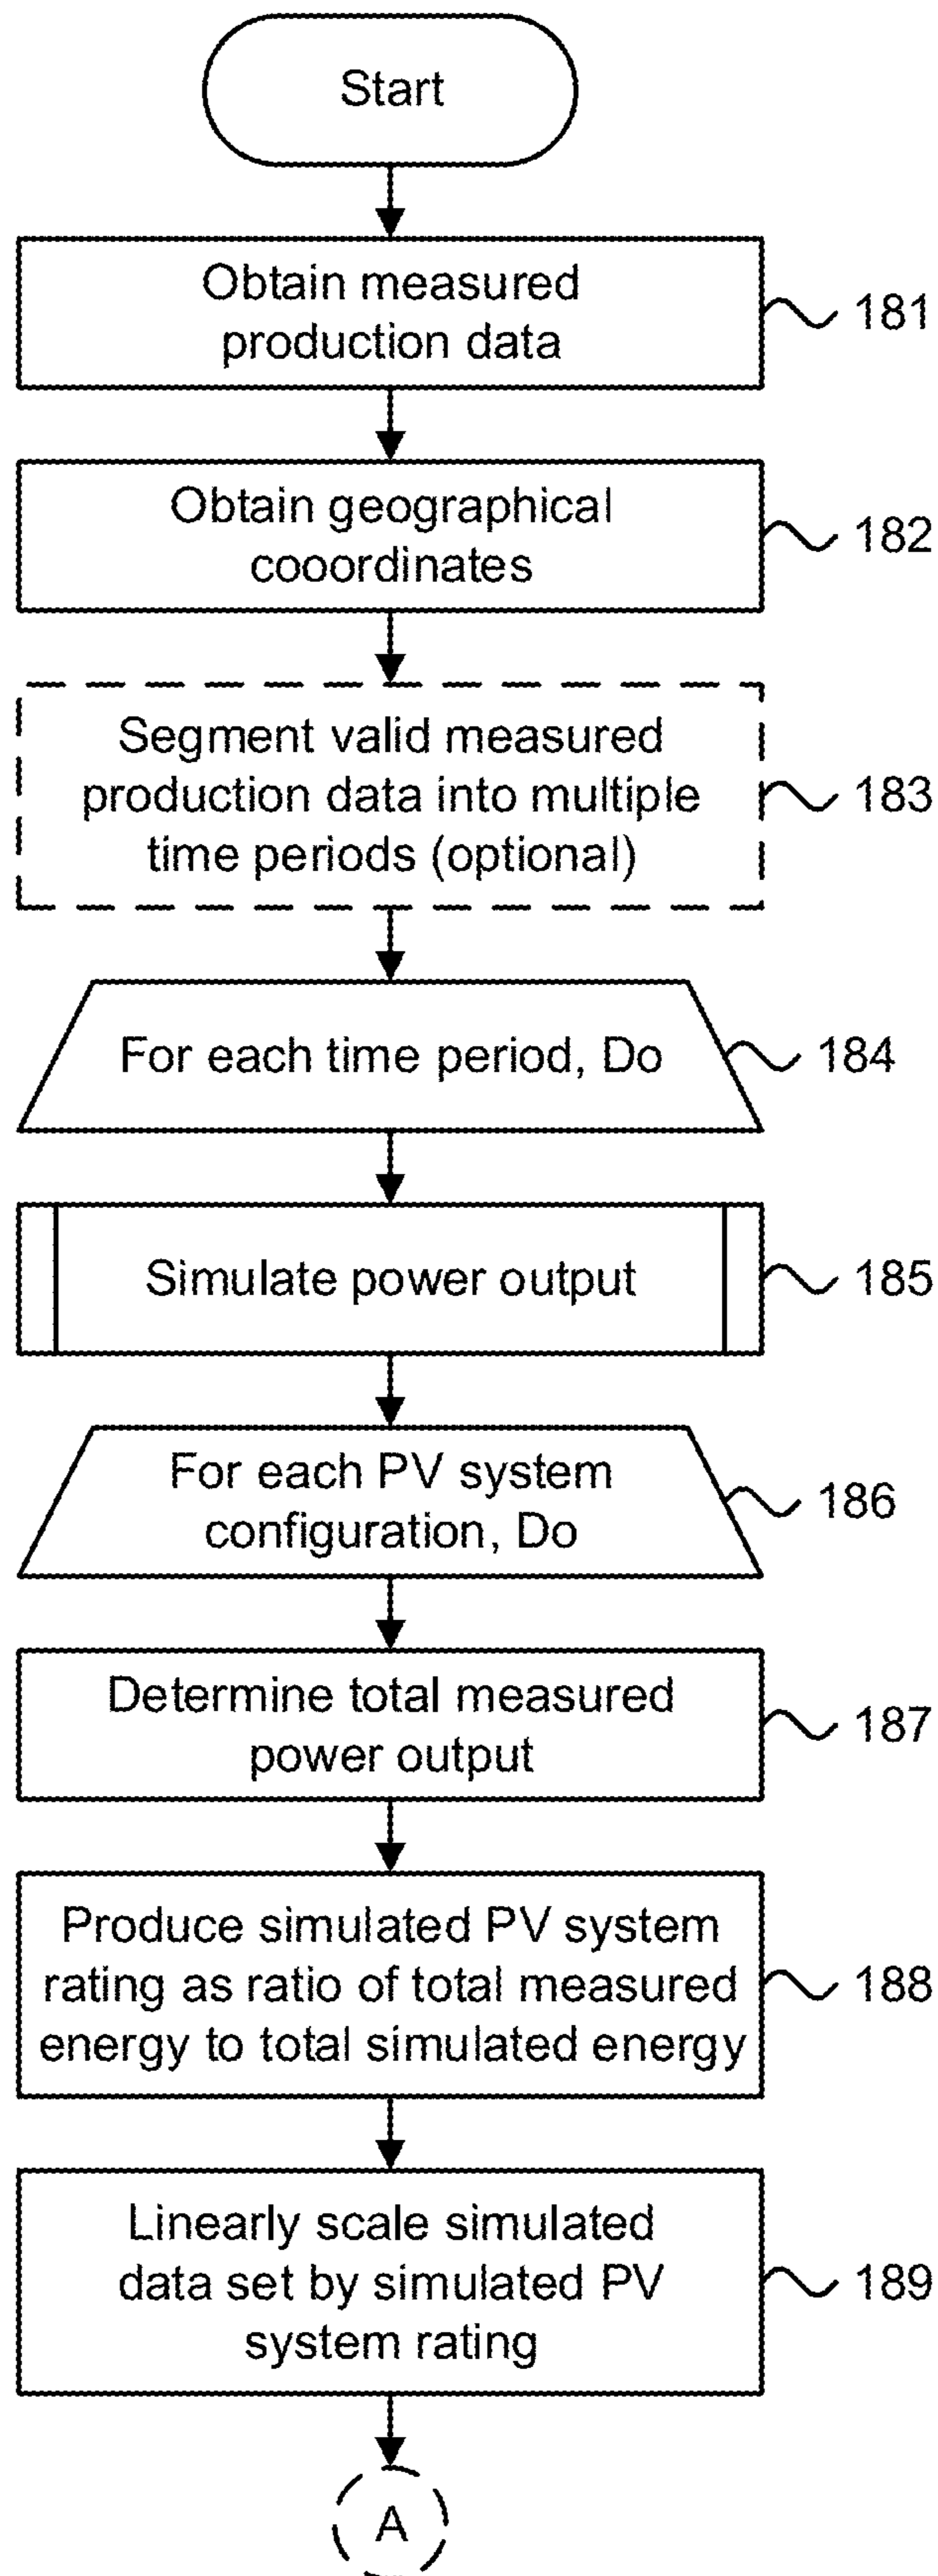 Start
Obtain measured
production data
181
Obtain geographical
cooordinates
182
Segment valid measured
production data into multiple
time periods (optional)
183
For each time period, Do
184
Simulate power output
185
For each PV system
configuration, Do
186
Determine total measured
power output
187
Produce simulated PV system
rating as ratio of total measured
energy to total simulated energy
188
Linearly scale simulated
data set by simulated PV
system rating
189
A